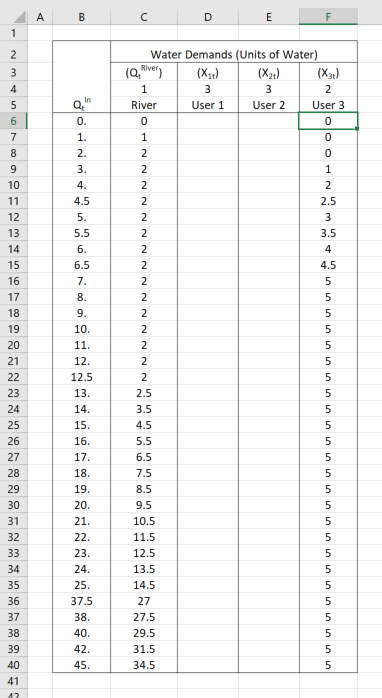 A B C D E F
1
2 Water Demands (Units of Water)
3 (Qt River) (X1t) (X2t) (X3t)
4 1 3 3 2
5 Qt In River User 1 User 2 User 3
6 0. 0 0
7 1. 1 0
8 2. 2 0
9 3. 2 1
10 4. 2 2
11 4.5 2 2.5
12 5. 2 3
13 5.5 2 3.5
14 6. 2 4
15 6.5 2 4.5
16 7. 2 5
17 8. 2 5
18 9. 2 5
19 10. 2 5
20 11. 2 5
21 12. 2 5
22 12.5 2 5
23 13. 2.5 5
24 14. 3.5 5
25 15. 4.5 5
26 16. 5.5 5
27 17. 6.5 5
28 18. 7.5 5
29 19. 8.5 5
30 20. 9.5 5
31 21. 10.5 5
32 22. 11.5 5
33 23. 12.5 5
34 24. 13.5 5
35 25. 14.5 5
36 37.5 27 5
37 38. 27.5 5
38 40. 29.5 5
39 42. 31.5 5
40 45. 34.5 5
41
42